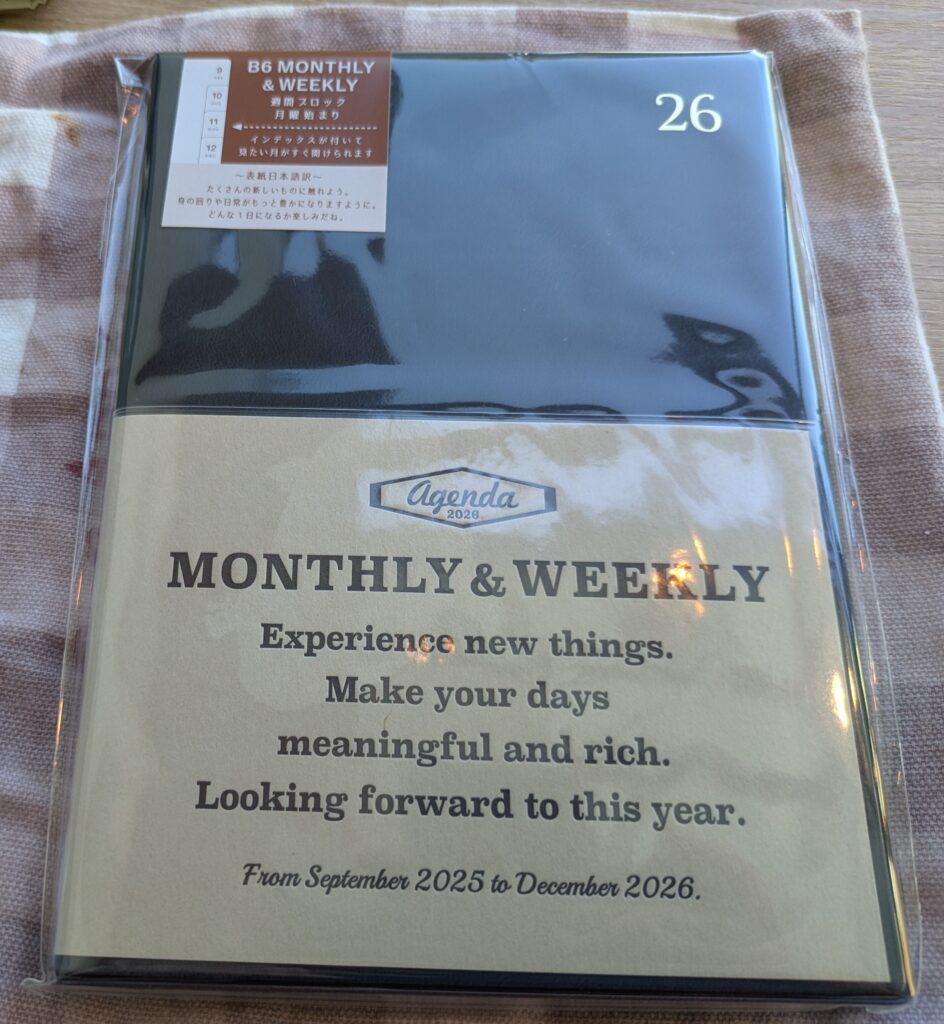 B6 MONTHLY
& WEEKLY
週間ブロック
月曜始まり
インデックスが付いて
見たい月がすぐ開けられます
9
10
11
12
～表紙日本語訳～
たくさんの新しいものに触れよう。
身の回りや日常がもっと豊かになりますように。
どんな1日になるか楽しみだね。
26
Agenda
2026
MONTHLY & WEEKLY
Experience new things.
Make your days
meaningful and rich.
Looking forward to this year.
From September 2025 to December 2026.